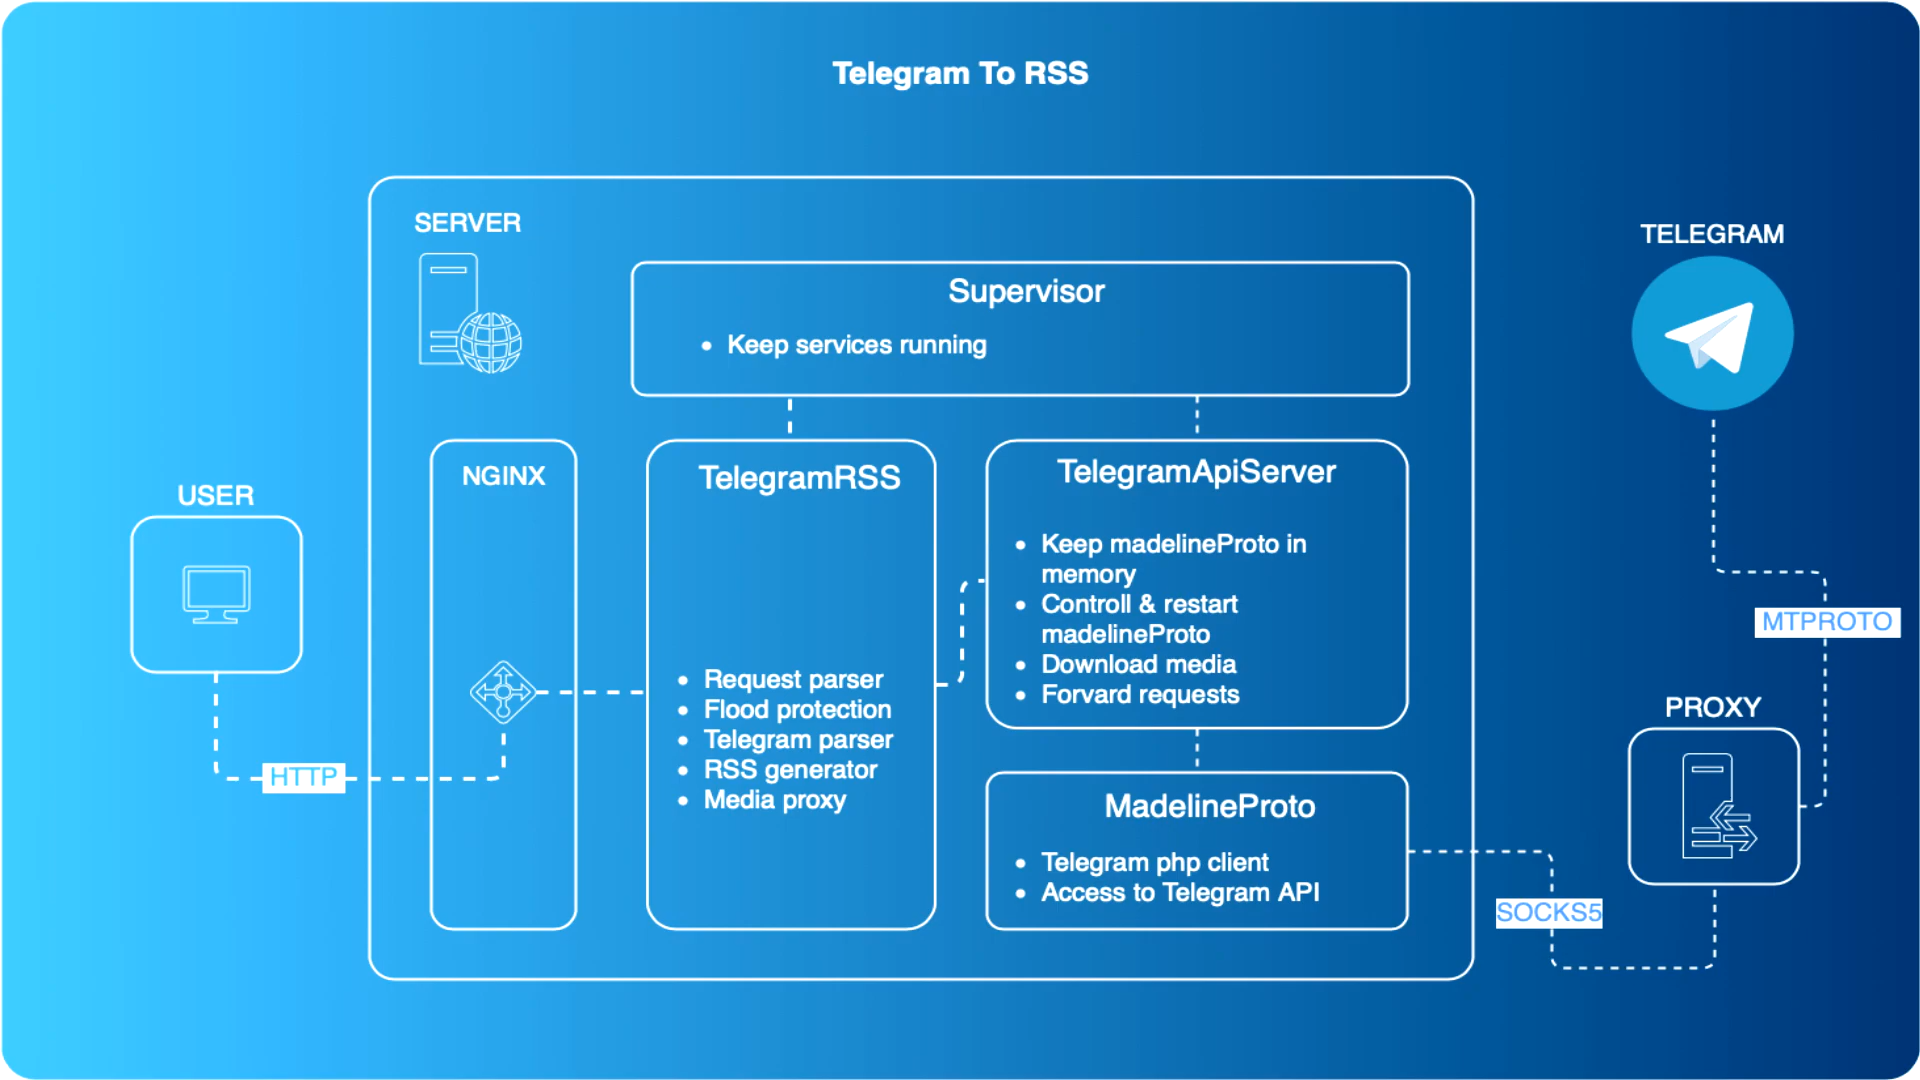 Telegram To RSS
SERVER
Supervisor
• Keep services running
TELEGRAM
USER
HTTP
NGINX
TelegramRSS
• Request parser
• Flood protection
• Telegram parser
• RSS generator
• Media proxy
TelegramApiServer
• Keep madelineProto in
memory
• Controll & restart
madelineProto
• Download media
• Forvard requests
MadelineProto
• Telegram php client
• Access to Telegram API
MTPROTO
PROXY
SOCKS5